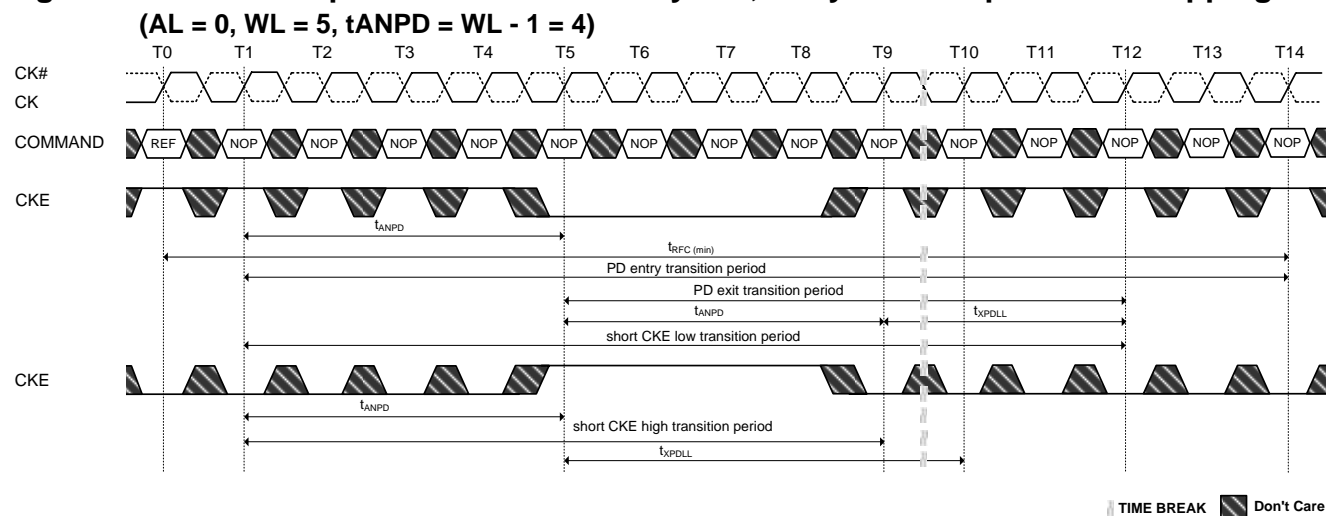 (AL = 0, WL = 5, tANPD = WL - 1 = 4)
T0 T1 T2 T3 T4 T5 T6 T7 T8 T9 T10 T11 T12 T13 T14
CK#
CK
COMMAND REF NOP NOP NOP NOP NOP NOP NOP NOP NOP NOP NOP NOP NOP NOP
CKE
tANPD
tRFC (min)
PD entry transition period
PD exit transition period
tANPD tXPDLL
short CKE low transition period
CKE
tANPD
short CKE high transition period
tXPDLL
TIME BREAK Don't Care